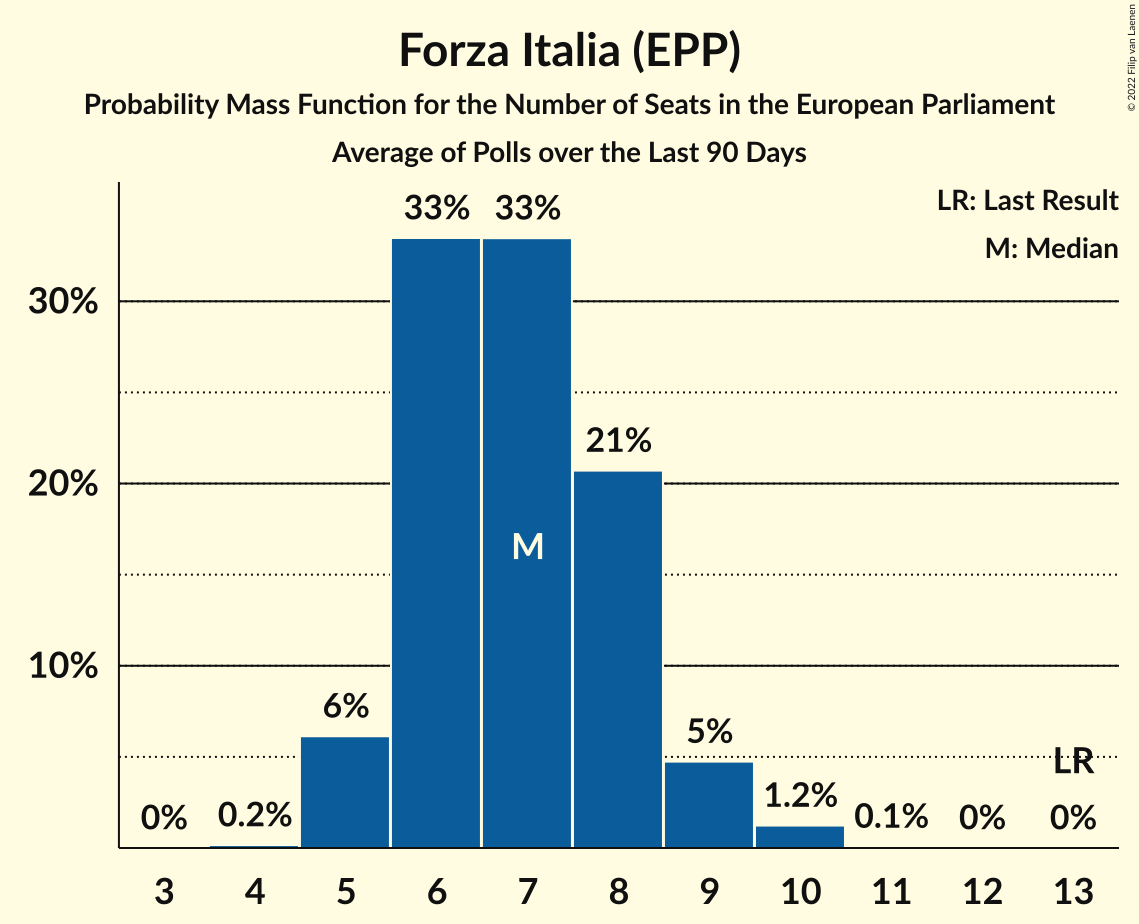 Forza Italia (EPP)
Probability Mass Function for the Number of Seats in the European Parliament
Average of Polls over the Last 90 Days
© 2022 Filip van Laenen
LR: Last Result
M: Median
33% 33%
30%
21%
20%
M
10%
6%
5%
LR
0% 0.2% 1.2% 0.1% 0% 0%
3 4 5 6 7 8 9 10 11 12 13